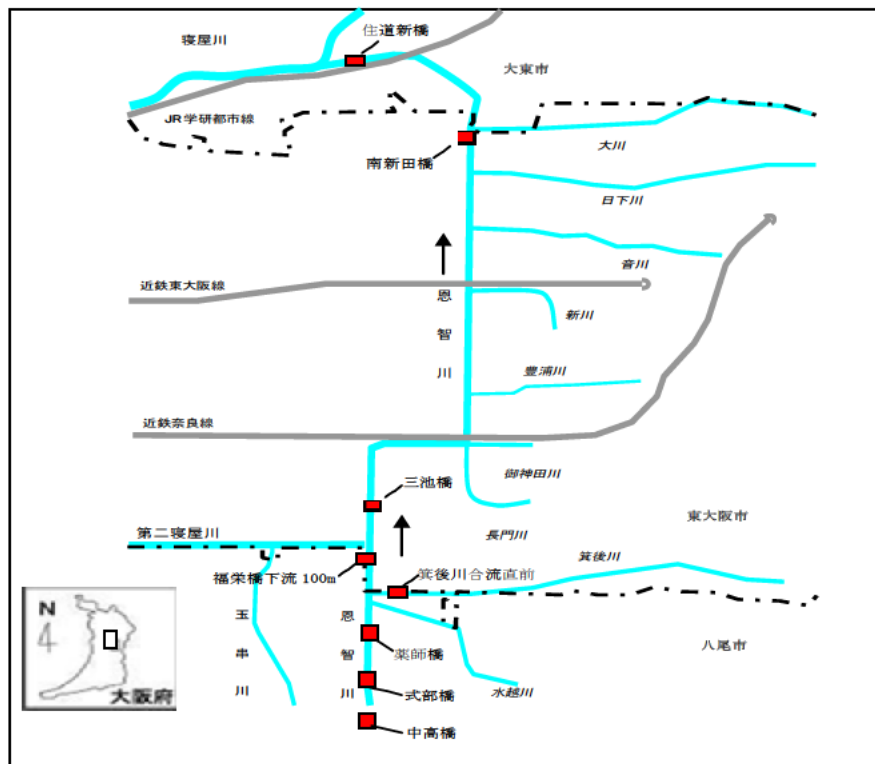 住道新橋
寝屋川
大東市
JR学研都市線
大川
南新田橋
日下川
音川
近鉄東大阪線
恩智川
新川
豊浦川
近鉄奈良線
御神田川
三池橋
東大阪市
第二寝屋川
長門川
箕後川
福栄橋下流 100m
箕後川合流直前
玉串川
恩智川
薬師橋
八尾市
水越川
式部橋
中高橋
N
4
大阪府